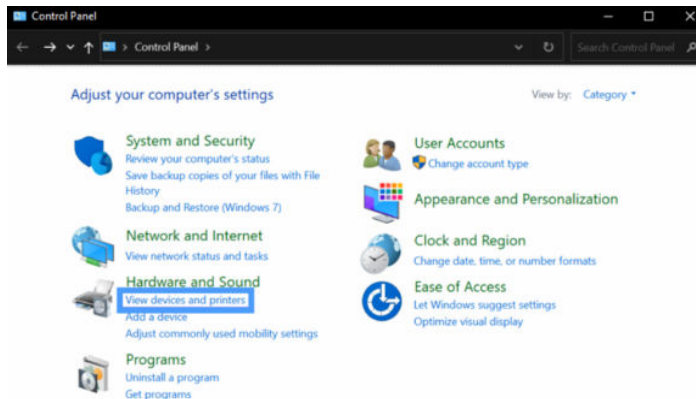 Control Panel
Control Panel
Search Control Panel
Adjust your computer's settings
View by: Category
System and Security
Review your computer's status
Save backup copies of your files with File
History
Backup and Restore (Windows 7)
Network and Internet
View network status and tasks
Hardware and Sound
View devices and printers
Add a device
Adjust commonly used mobility settings
Programs
Uninstall a program
Get programs
User Accounts
Change account type
Appearance and Personalization
Clock and Region
Change date, time, or number formats
Ease of Access
Let Windows suggest settings
Optimize visual display